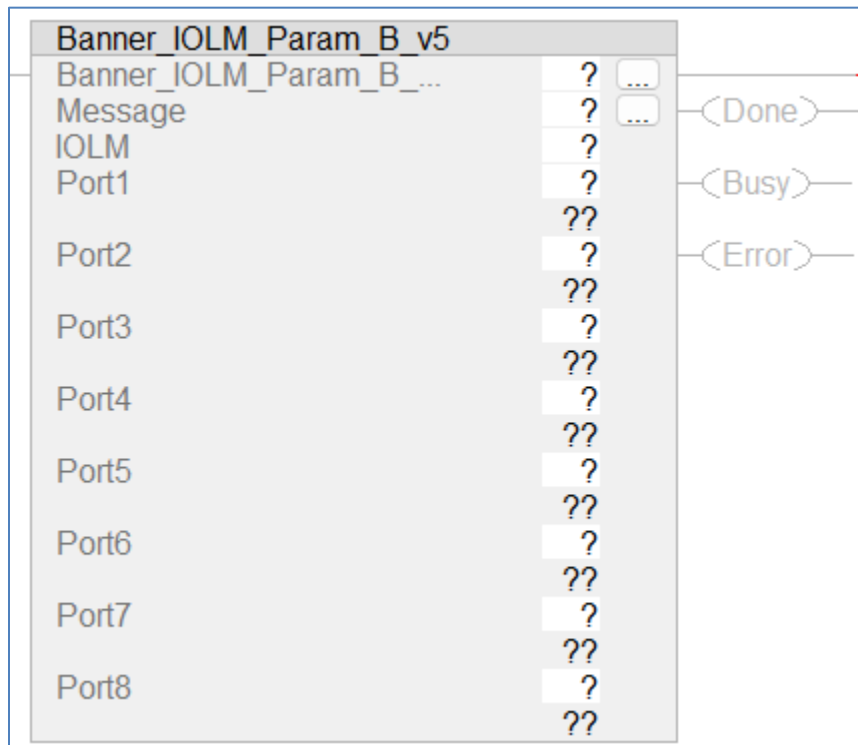 Banner_IOLM_Param_B_v5
Banner_IOLM_Param_B_... ? ...
Message ? ... Done
IOLM ?
Port1 ? Busy
??
Port2 ? Error
??
Port3 ?
??
Port4 ?
??
Port5 ?
??
Port6 ?
??
Port7 ?
??
Port8 ?
??